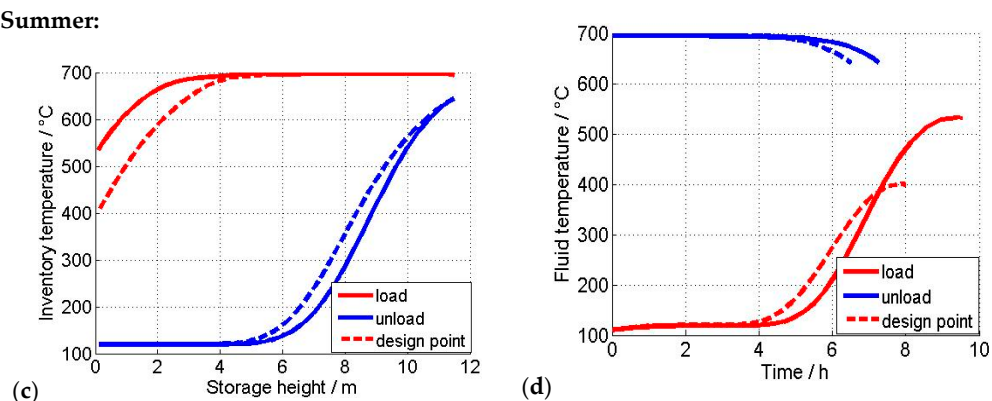 Summer:
700
600
500
400
300
200
100
Inventory temperature / °C
0
2
4
6
8
10
12
Storage height / m
load
unload
design point
(c)
700
600
500
400
300
200
100
Fluid temperature / °C
0
2
4
6
8
10
Time / h
load
unload
design point
(d)